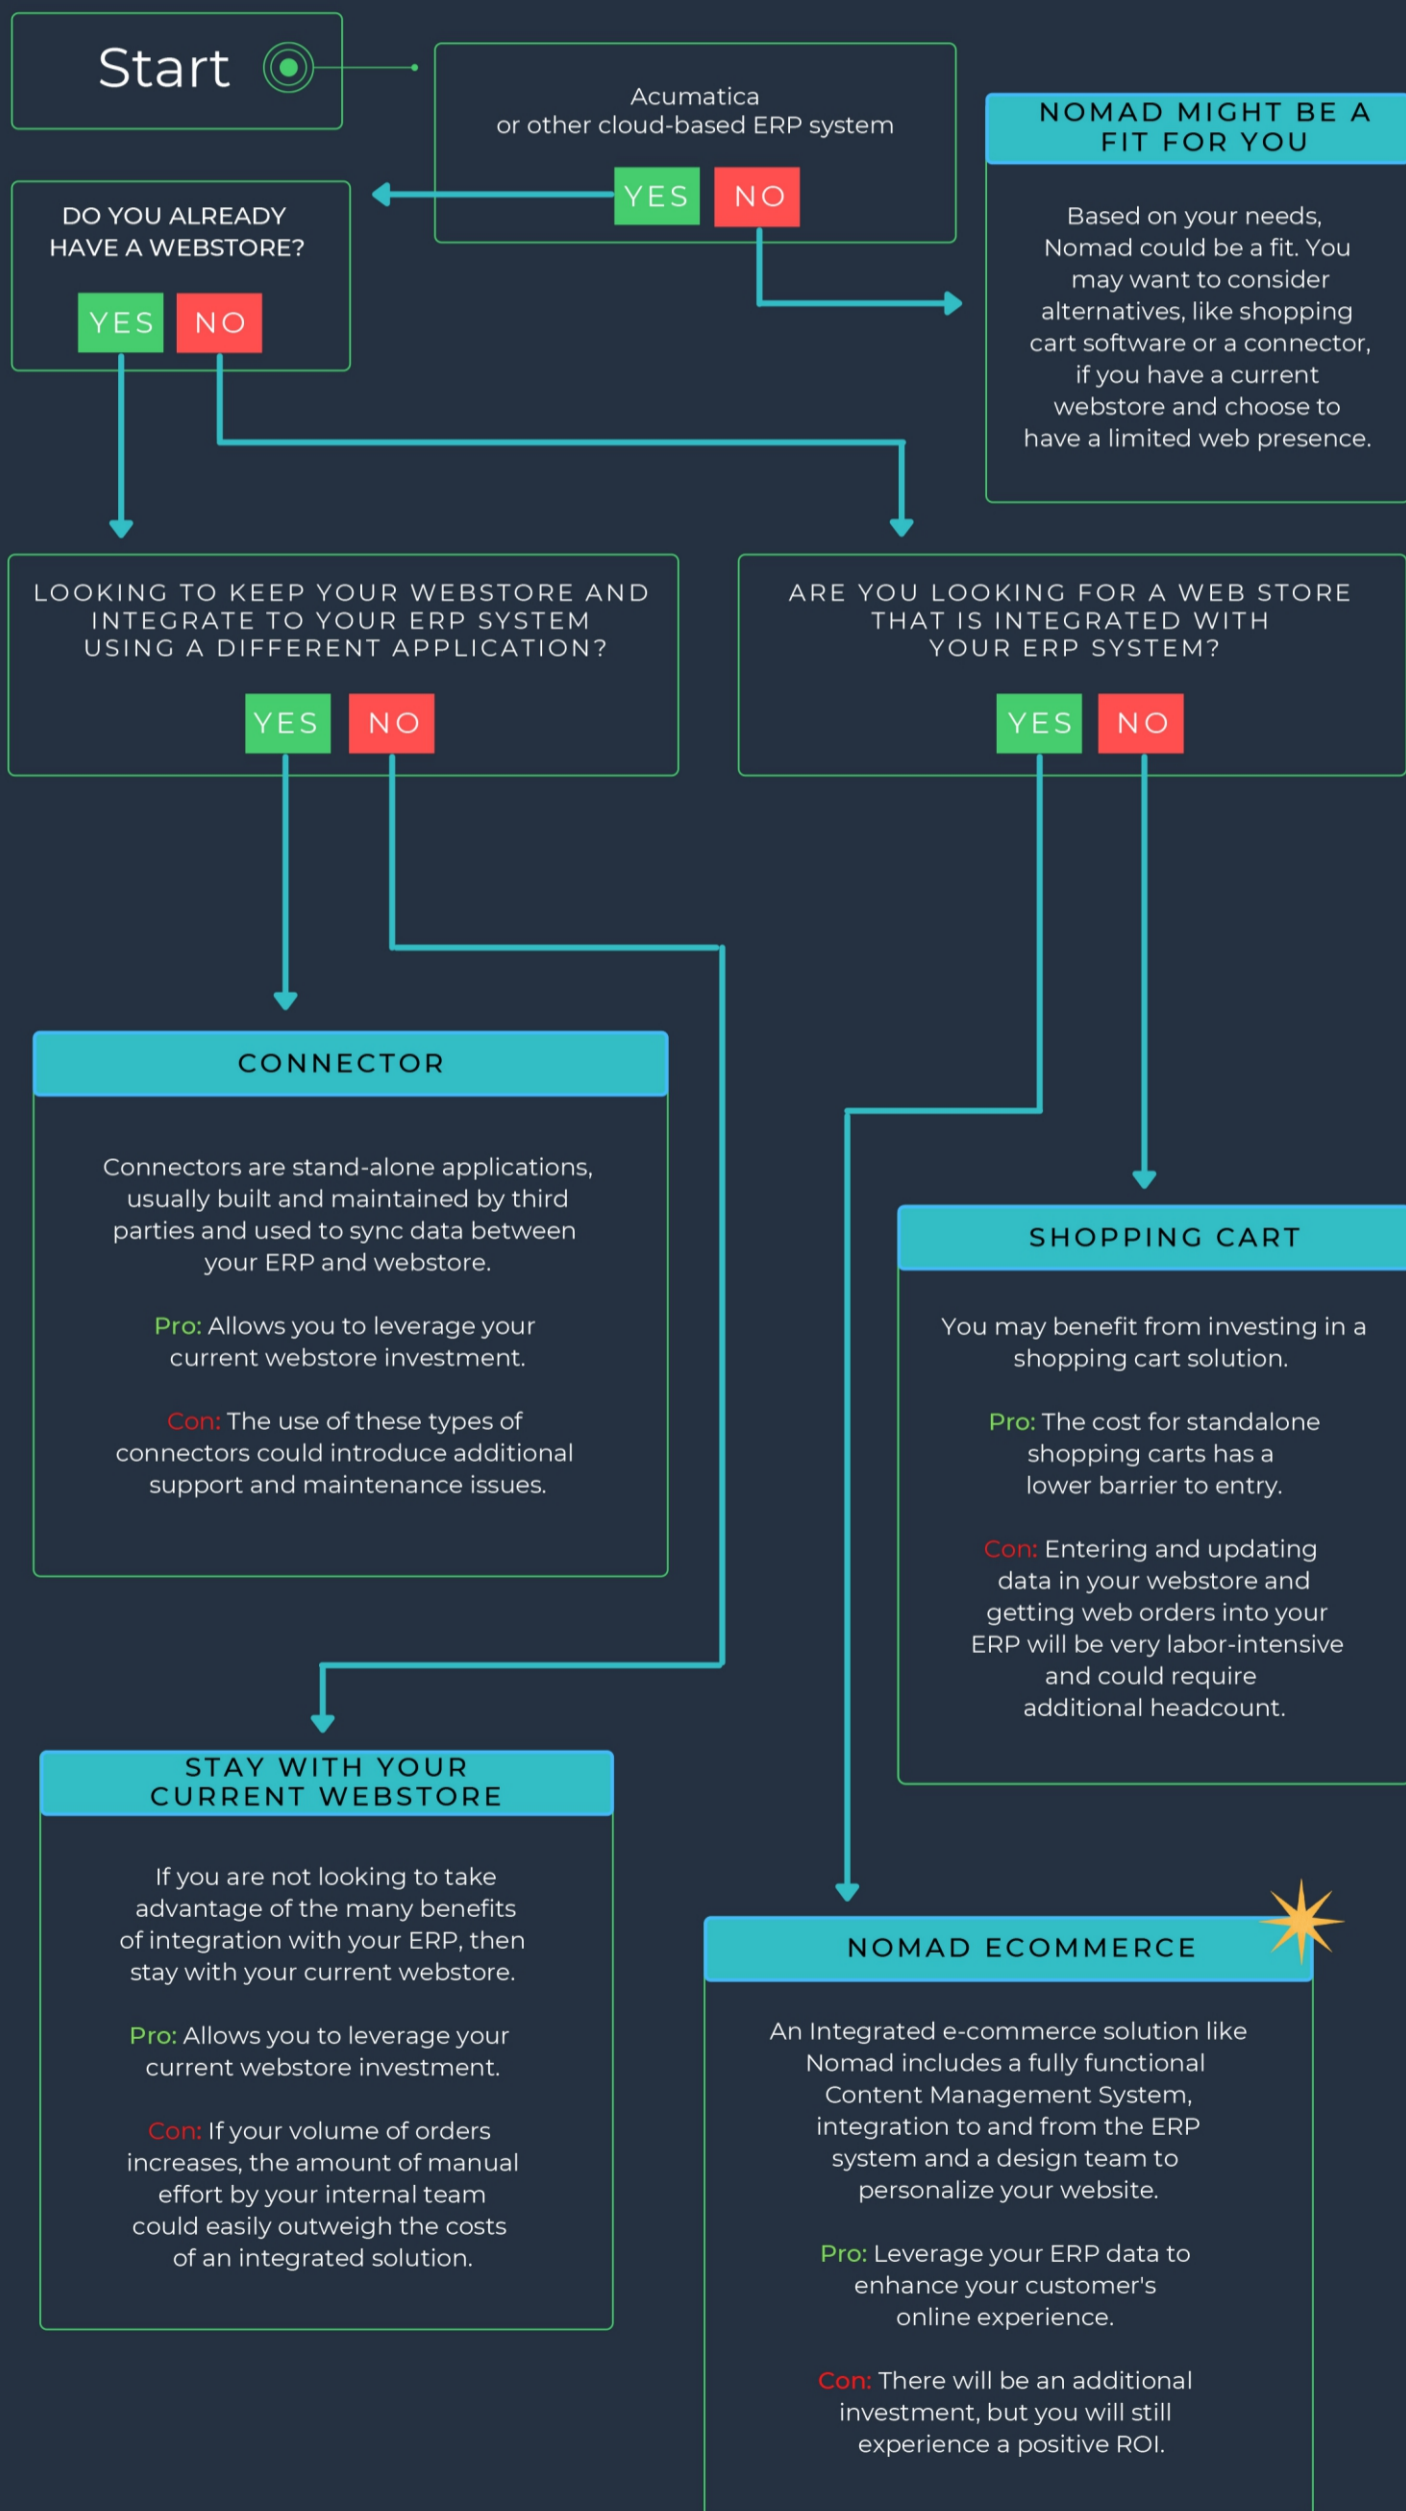 Start
Acumatica
or other cloud-based ERP system
YES NO
NOMAD MIGHT BE A
FIT FOR YOU
Based on your needs,
Nomad could be a fit. You
may want to consider
alternatives, like shopping
cart software or a connector,
if you have a current
webstore and choose to
have a limited web presence.
DO YOU ALREADY
HAVE A WEBSTORE?
YES NO
LOOKING TO KEEP YOUR WEBSTORE AND
INTEGRATE TO YOUR ERP SYSTEM
USING A DIFFERENT APPLICATION?
YES NO
ARE YOU LOOKING FOR A WEB STORE
THAT IS INTEGRATED WITH
YOUR ERP SYSTEM?
YES NO
CONNECTOR
Connectors are stand-alone applications,
usually built and maintained by third
parties and used to sync data between
your ERP and webstore.
Pro: Allows you to leverage your
current webstore investment.
Con: The use of these types of
connectors could introduce additional
support and maintenance issues.
SHOPPING CART
You may benefit from investing in a
shopping cart solution.
Pro: The cost for standalone
shopping carts has a
lower barrier to entry.
Con: Entering and updating
data in your webstore and
getting web orders into your
ERP will be very labor-intensive
and could require
additional headcount.
STAY WITH YOUR
CURRENT WEBSTORE
If you are not looking to take
advantage of the many benefits
of integration with your ERP, then
stay with your current webstore.
Pro: Allows you to leverage your
current webstore investment.
Con: If your volume of orders
increases, the amount of manual
effort by your internal team
could easily outweigh the costs
of an integrated solution.
NOMAD ECOMMERCE
An Integrated e-commerce solution like
Nomad includes a fully functional
Content Management System,
integration to and from the ERP
system and a design team to
personalize your website.
Pro: Leverage your ERP data to
enhance your customer's
online experience.
Con: There will be an additional
investment, but you will still
experience a positive ROI.